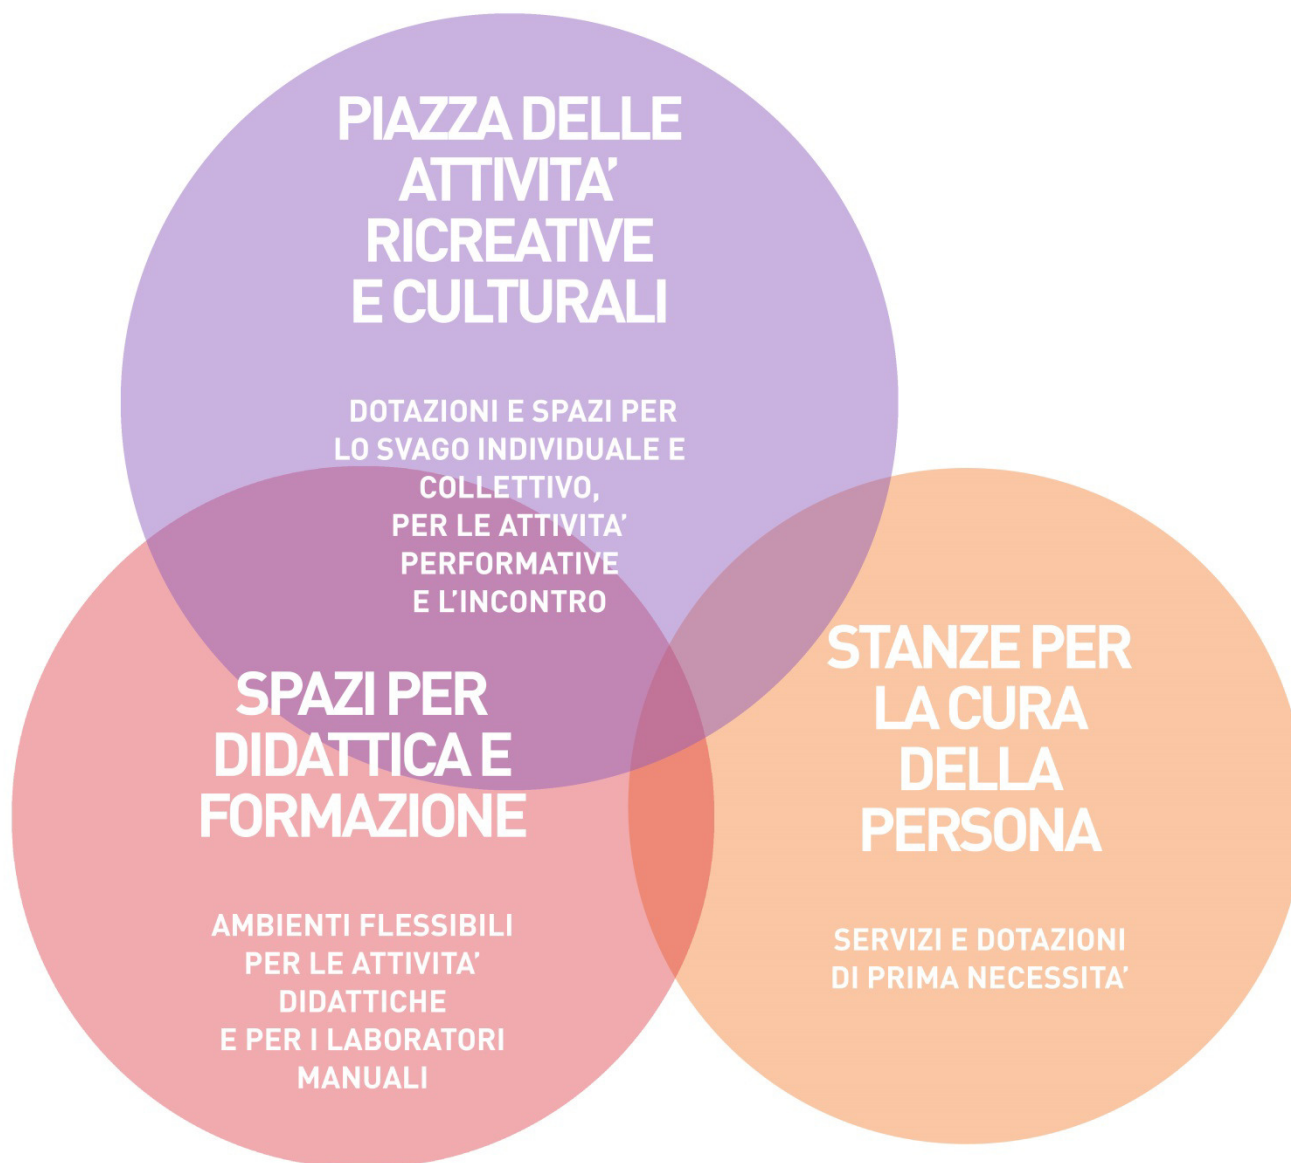 PIAZZA DELLE
ATTIVITA'
RICREATIVE
E CULTURALI
DOTAZIONI E SPAZI PER
LO SVAGO INDIVIDUALE E
COLLETTIVO,
PER LE ATTIVITA'
PERFORMATIVE
E L'INCONTRO
SPAZI PER
DIDATTICA E
FORMAZIONE
AMBIENTI FLESSIBILI
PER LE ATTIVITA'
DIDATTICHE
E PER I LABORATORI
MANUALI
STANZE PER
LA CURA
DELLA
PERSONA
SERVIZI E DOTAZIONI
DI PRIMA NECESSITA'